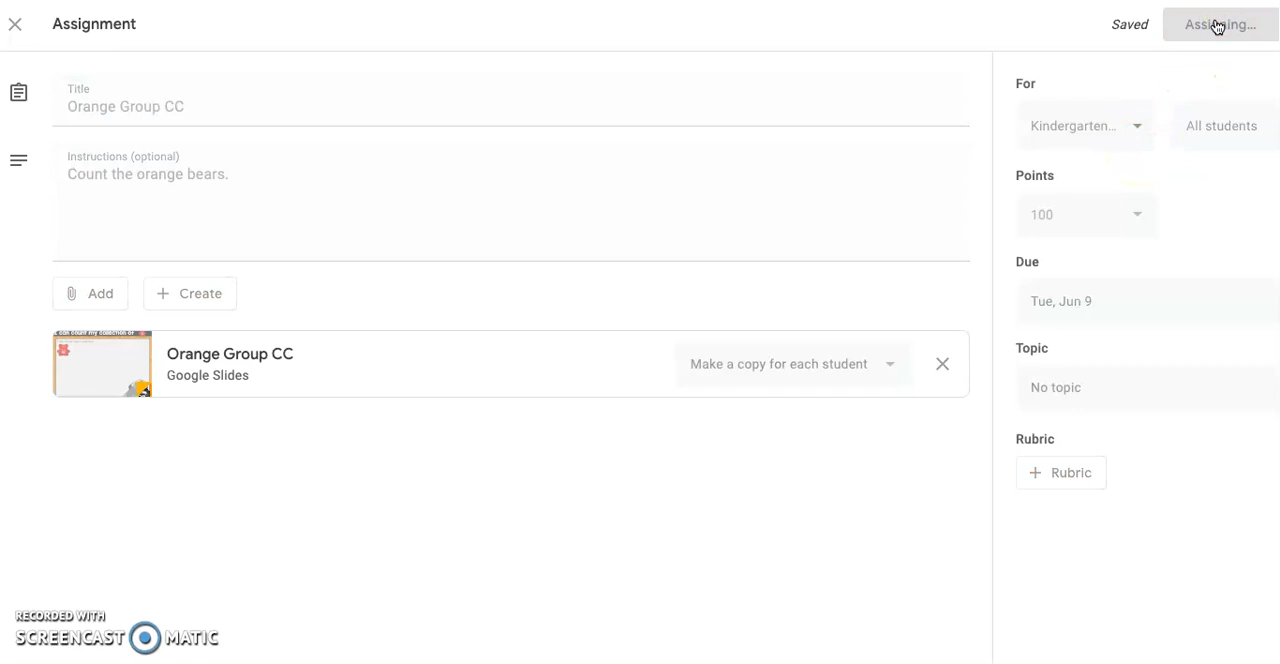 Assignment
Saved
Assigning...
Title
Orange Group CC
Instructions (optional)
Count the orange bears.
Add
Create
Orange Group CC
Google Slides
Make a copy for each student
For
Kindergarten...
All students
Points
100
Due
Tue, Jun 9
Topic
No topic
Rubric
Rubric
RECORDED WITH
SCREENCAST MATIC